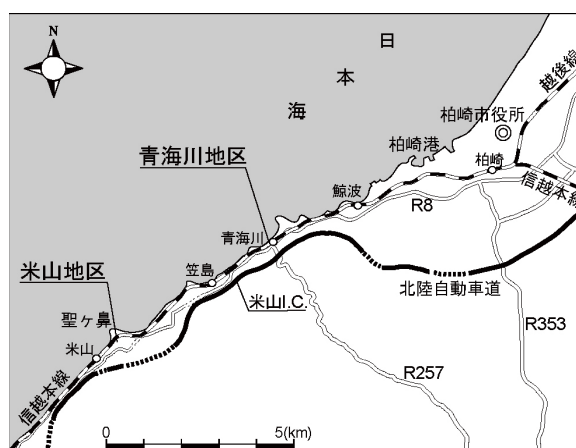 N
日本海
越後線
柏崎市役所
柏崎港
柏崎
信越本線
青海川地区
鯨波
R8
青海川
笠島
米山地区
米山I.C.
北陸自動車道
聖ヶ鼻
米山
R353
信越本線
R257
0 5(km)